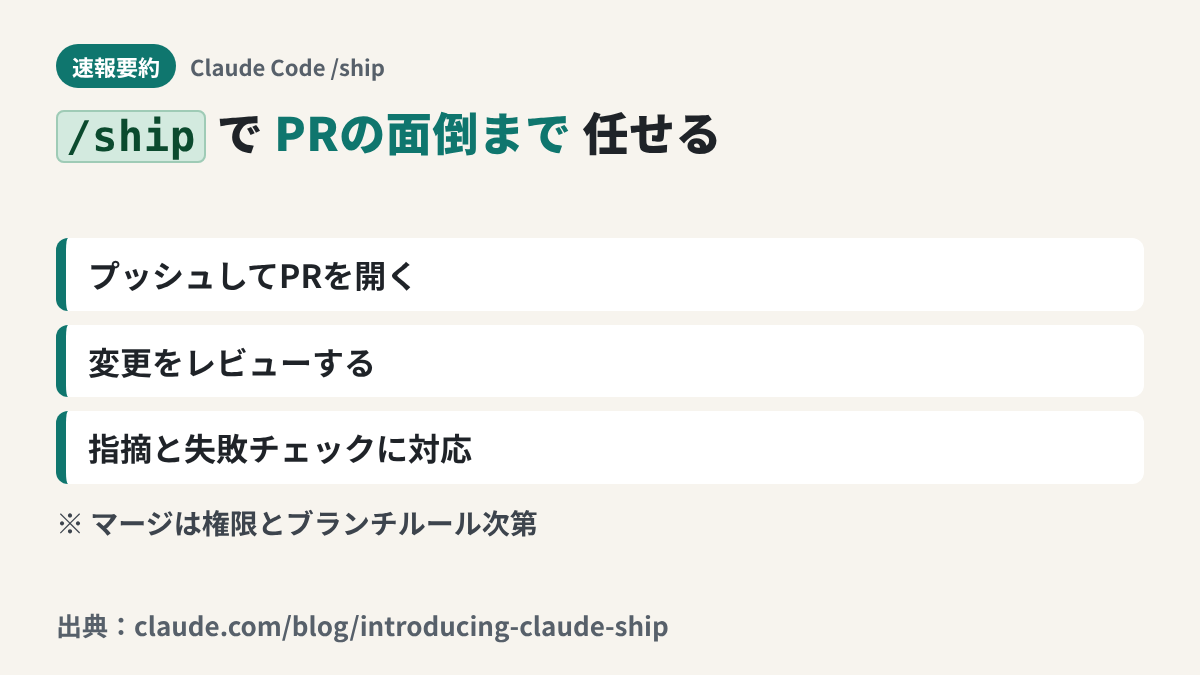 速報要約 Claude Code /ship
/ship で PRの面倒まで 任せる
プッシュしてPRを開く
変更をレビューする
指摘と失敗チェックに対応
※ マージは権限とブランチルール次第
出典：claude.com/blog/introducing-claude-ship